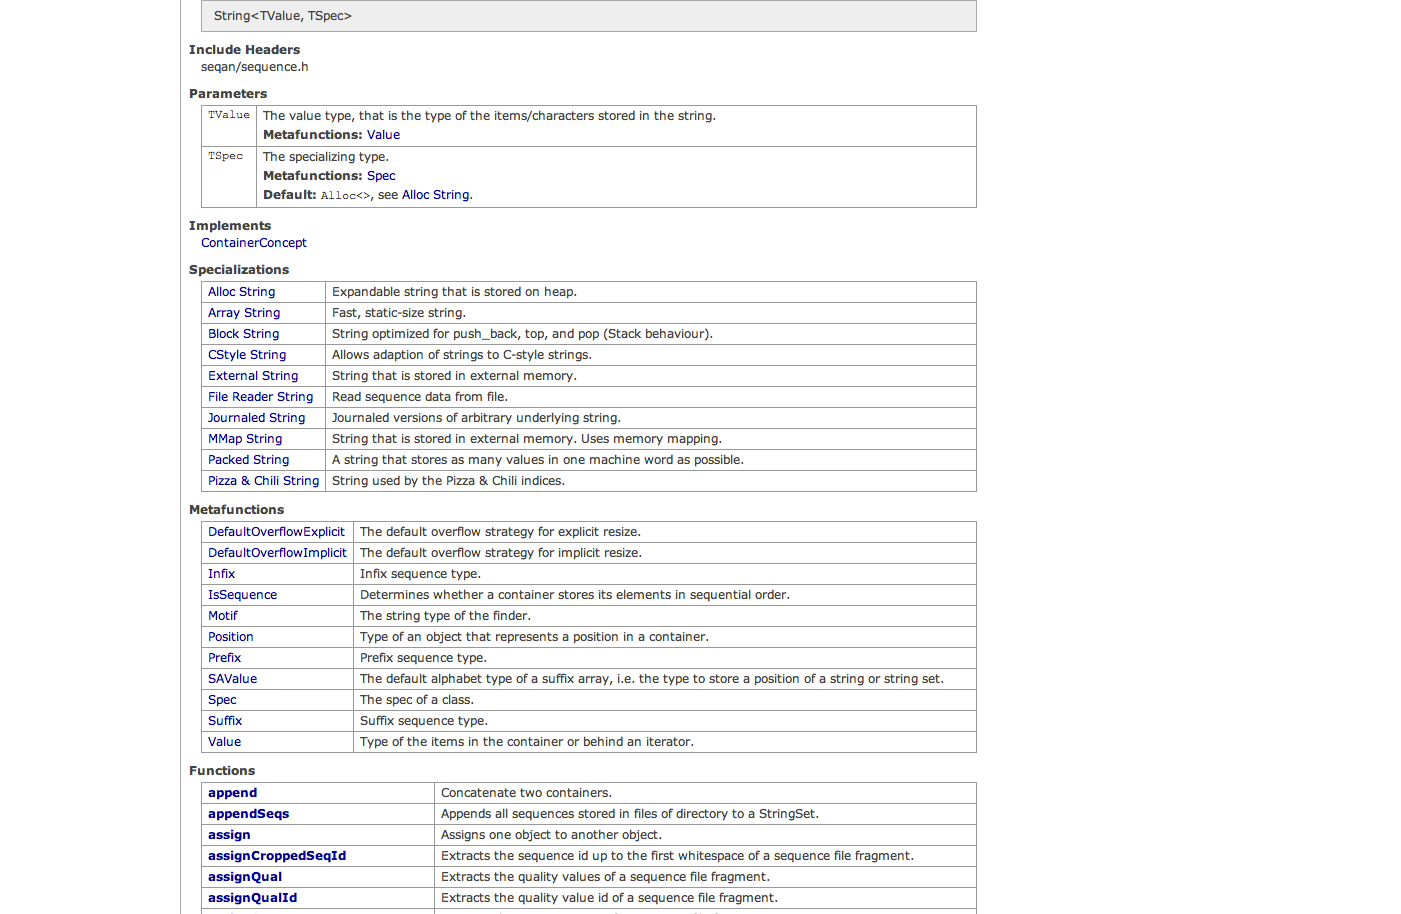 String<TValue, TSpec>
Include Headers
seqan/sequence.h
Parameters
TValue The value type, that is the type of the items/characters stored in the string.
Metafunctions: Value
TSpec The specializing type.
Metafunctions: Spec
Default: Alloc<>, see Alloc String.
Implements
ContainerConcept
Specializations
Alloc String Expandable string that is stored on heap.
Array String Fast, static-size string.
Block String String optimized for push_back, top, and pop (Stack behaviour).
CStyle String Allows adaption of strings to C-style strings.
External String String that is stored in external memory.
File Reader String Read sequence data from file.
Journaled String Journaled versions of arbitrary underlying string.
MMap String String that is stored in external memory. Uses memory mapping.
Packed String A string that stores as many values in one machine word as possible.
Pizza & Chili String String used by the Pizza & Chili indices.
Metafunctions
DefaultOverflowExplicit The default overflow strategy for explicit resize.
DefaultOverflowImplicit The default overflow strategy for implicit resize.
Infix Infix sequence type.
IsSequence Determines whether a container stores its elements in sequential order.
Motif The string type of the finder.
Position Type of an object that represents a position in a container.
Prefix Prefix sequence type.
SAValue The default alphabet type of a suffix array, i.e. the type to store a position of a string or string set.
Spec The spec of a class.
Suffix Suffix sequence type.
Value Type of the items in the container or behind an iterator.
Functions
append Concatenate two containers.
appendSeqs Appends all sequences stored in files of directory to a StringSet.
assign Assigns one object to another object.
assignCroppedSeqId Extracts the sequence id up to the first whitespace of a sequence file fragment.
assignQual Extracts the quality values of a sequence file fragment.
assignQualId Extracts the quality value id of a sequence file fragment.